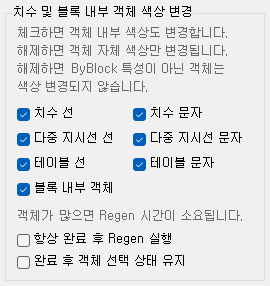 치수 및 블록 내부 객체 색상 변경
체크하면 객체 내부 색상도 변경합니다.
해제하면 객체 자체 색상만 변경됩니다.
해제하면 ByBlock 특성이 아닌 객체는
색상 변경되지 않습니다.
치수 선 치수 문자
다중 지시선 선 다중 지시선 문자
테이블 선 테이블 문자
블록 내부 객체
객체가 많으면 Regen 시간이 소요됩니다.
항상 완료 후 Regen 실행
완료 후 객체 선택 상태 유지